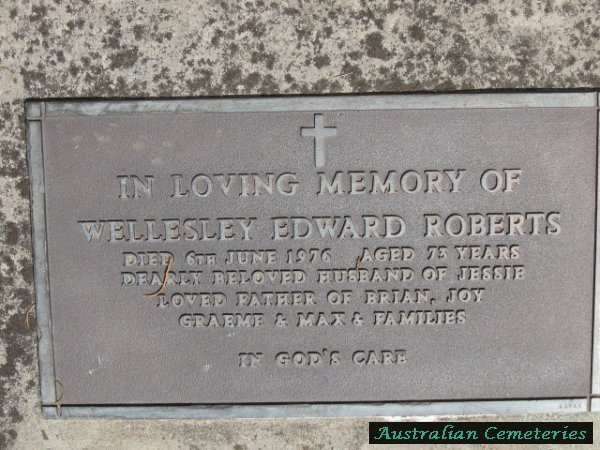 IN LOVING MEMORY OF
WELLESLEY EDWARD ROBERTS
DIED 6TH JUNE 1976 AGED 73 YEARS
DEARLY BELOVED HUSBAND OF JESSIE
LOVED FATHER OF BRIAN, JOY
GRAEME & MAX & FAMILIES
IN GOD'S CARE
Australian Cemeteries